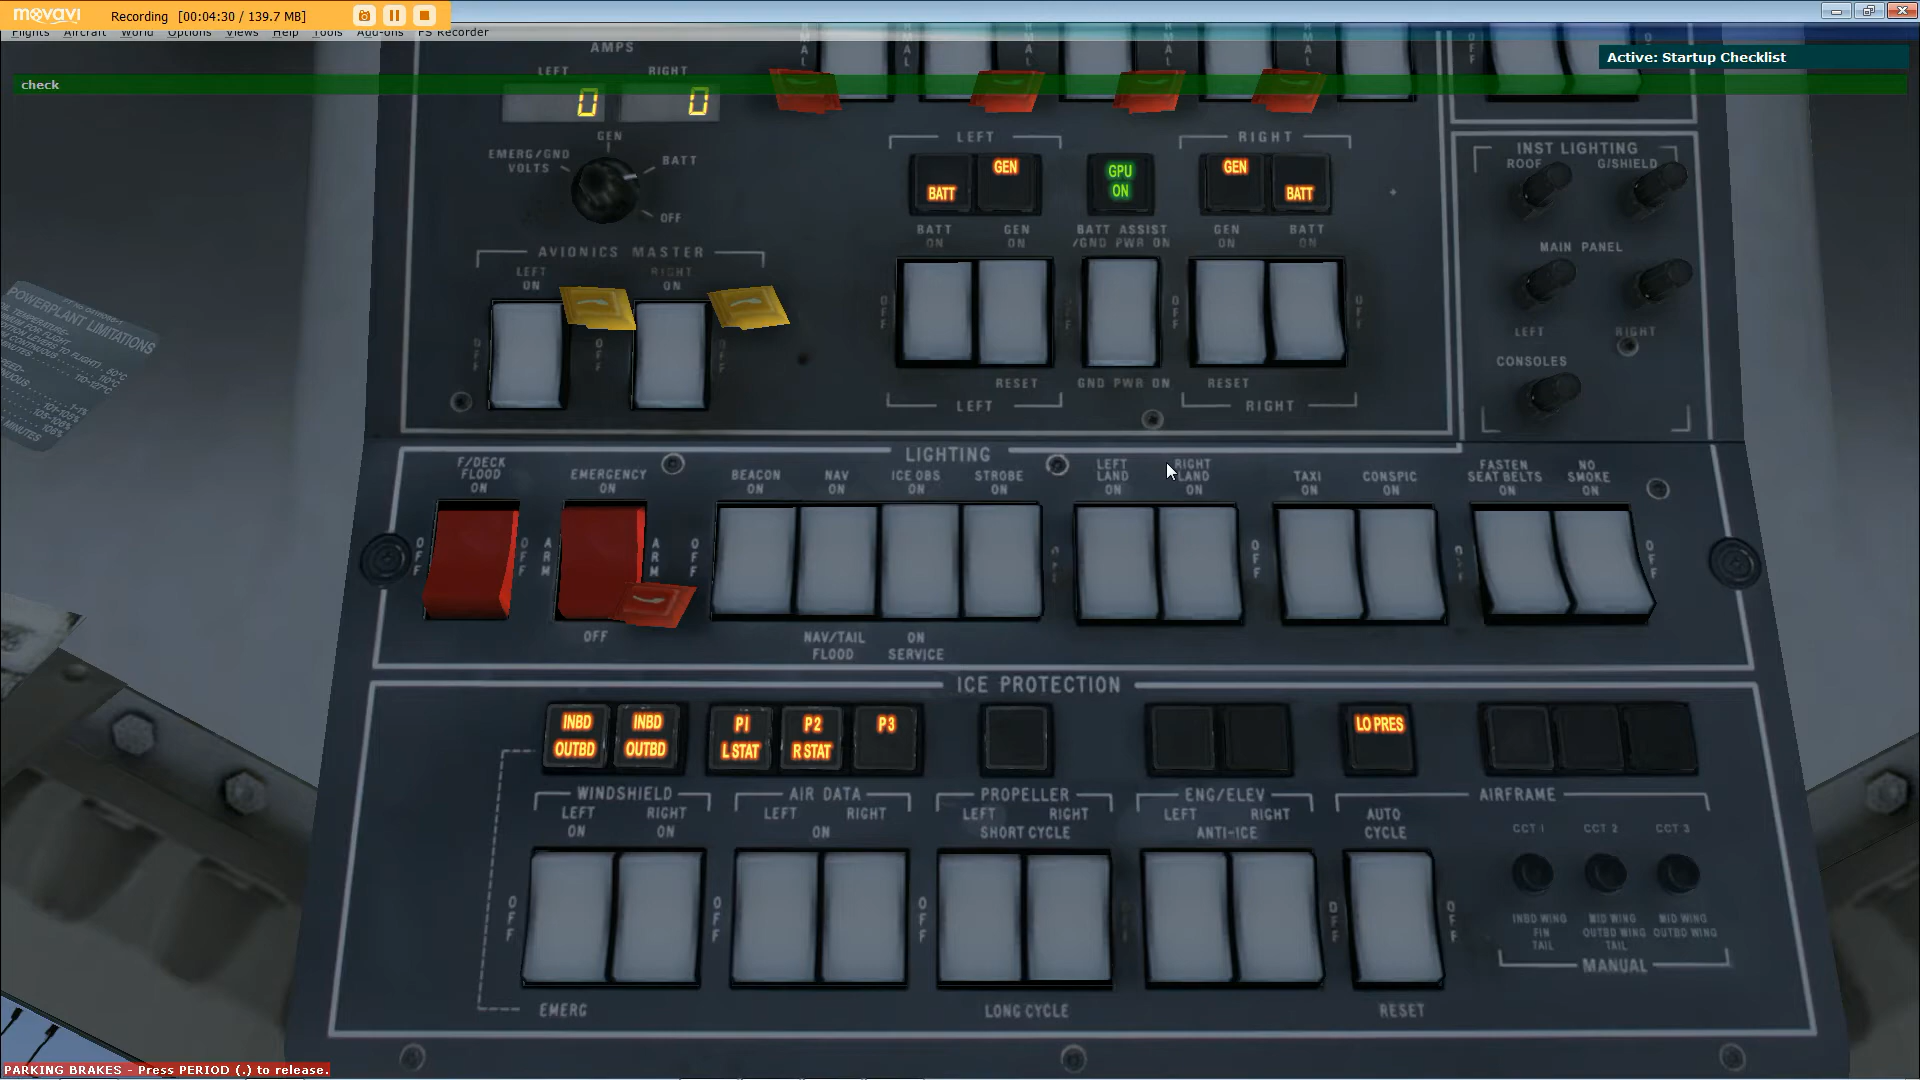 movavi
Recording [00:04:30 / 139.7 MB]
Flights Aircraft World Options Views Help Tools Add-ons FS Recorder
Active: Startup Checklist
check
AMPS
LEFT RIGHT
0 0
GEN
EMERG/GND
VOLTS
BATT
OFF
LEFT RIGHT
BATT GEN GPU
ON GEN BATT
BATT
ON
GEN
ON
BATT ASSIST
/GND PWR ON
GEN
ON
BATT
ON
OFF OFF OFF OFF
RESET GND PWR ON RESET
LEFT RIGHT
AVIONICS MASTER
LEFT
ON
RIGHT
ON
OFF OFF OFF
INST LIGHTING
ROOF G/SHIELD
MAIN PANEL
LEFT RIGHT
CONSOLES
POWERPLANT LIMITATIONS
LIGHTING
F/DECK
FLOOD
ON
EMERGENCY
ON
BEACON
ON
NAV
ON
ICE OBS
ON
STROBE
ON
LEFT
LAND
ON
RIGHT
LAND
ON
TAXI
ON
CONSPIC
ON
FASTEN
SEAT BELTS
ON
NO
SMOKE
ON
OFF OFF ARM ARM OFF OFF OFF OFF OFF
OFF
NAV/TAIL
FLOOD
ON
SERVICE
ICE PROTECTION
INBD
OUTBD
INBD
OUTBD
P1
L STAT
P2
R STAT
P3
LO PRES
WINDSHIELD AIR DATA PROPELLER ENG/ELEV AIRFRAME
LEFT
ON
RIGHT
ON
LEFT RIGHT
ON
LEFT RIGHT
SHORT CYCLE
LEFT RIGHT
ANTI-ICE
AUTO
CYCLE
CCT 1 CCT 2 CCT 3
OFF OFF OFF OFF OFF OFF
INBD WING
FIN
TAIL
MID WING
OUTBD WING
TAIL
MID WING
OUTBD WING
MANUAL
EMERG LONG CYCLE RESET
PARKING BRAKES - Press PERIOD (.) to release.